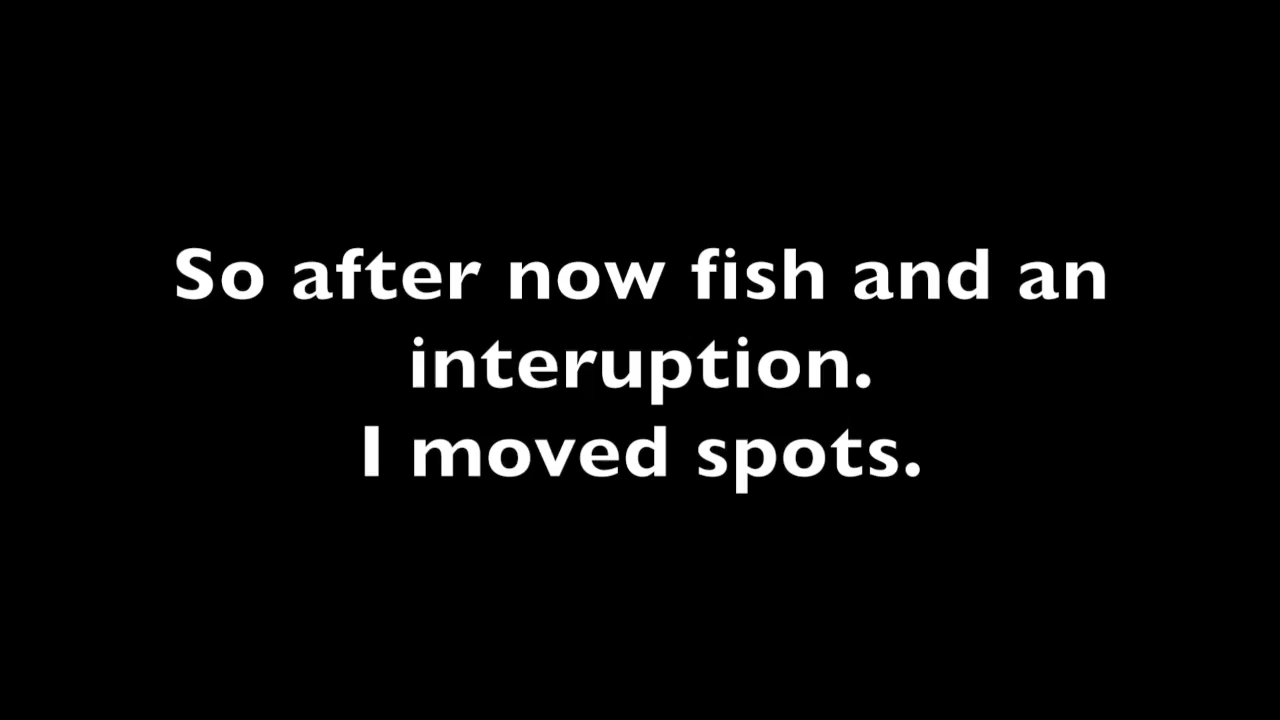 So after now fish and an
interuption.
I moved spots.